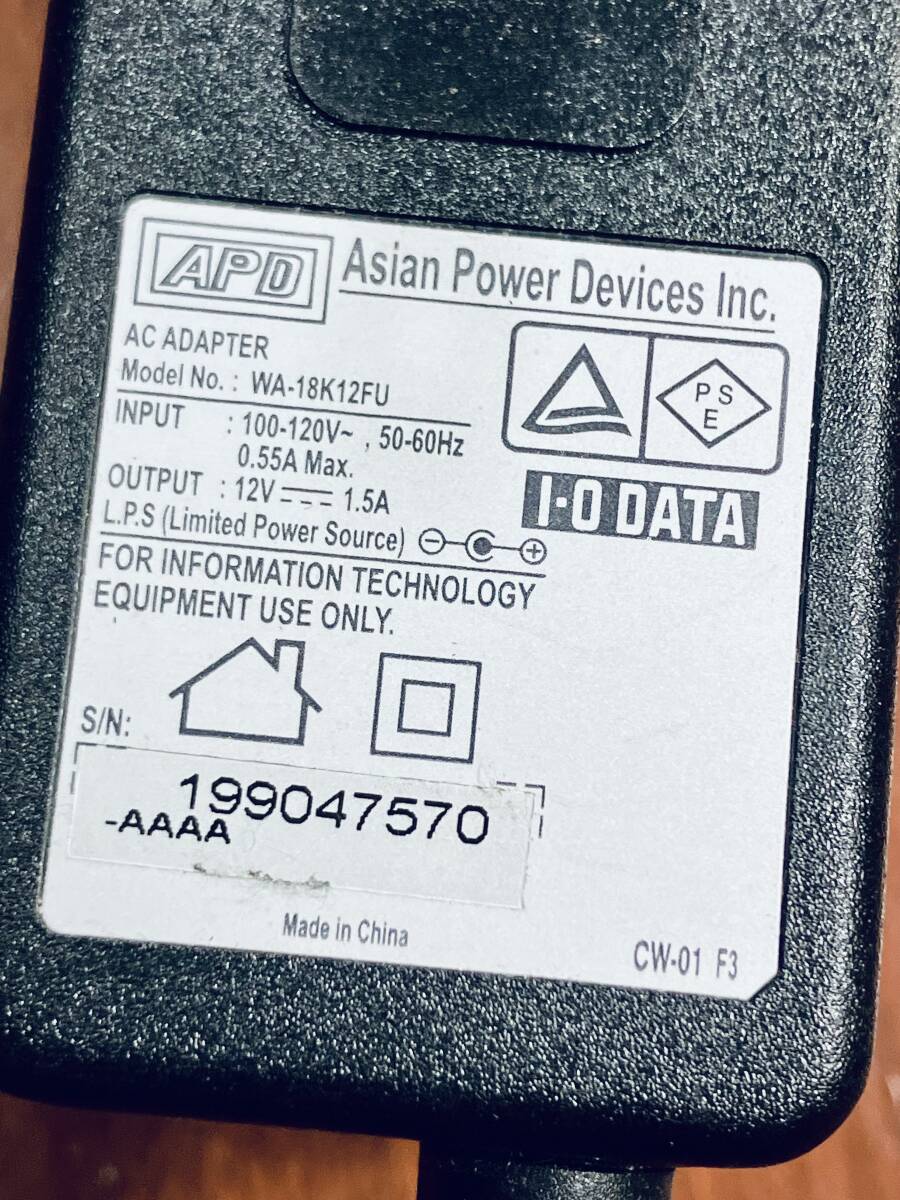 APD Asian Power Devices Inc.
AC ADAPTER
Model No. : WA-18K12FU
INPUT : 100-120V~ , 50-60Hz
0.55A Max.
OUTPUT : 12V⎓ 1.5A
L.P.S (Limited Power Source)
FOR INFORMATION TECHNOLOGY
EQUIPMENT USE ONLY.
PS
E
I·O DATA
S/N:
199047570
-AAAA
Made in China
CW-01 F3